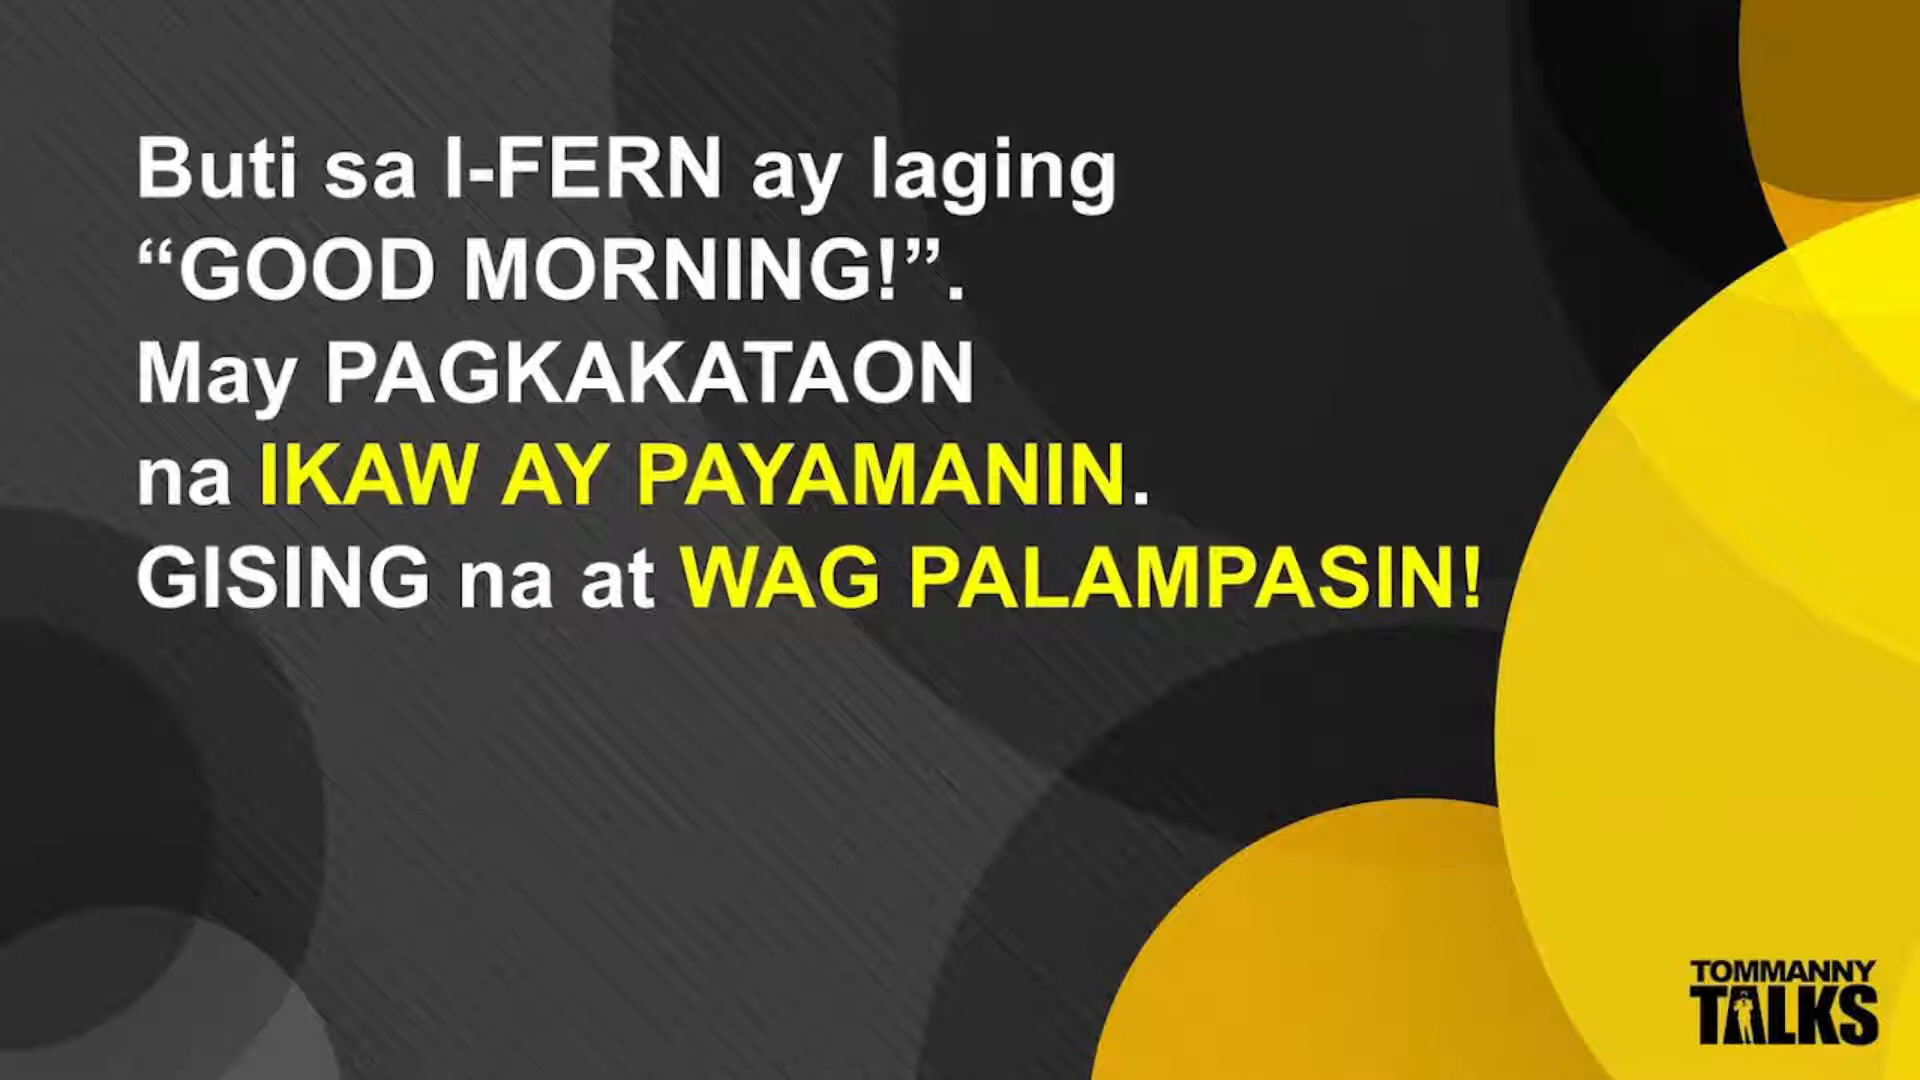 Buti sa I-FERN ay laging
“GOOD MORNING!”.
May PAGKAKATAON
na IKAW AY PAYAMANIN.
GISING na at WAG PALAMPASIN!
TOMMANNY
TALKS